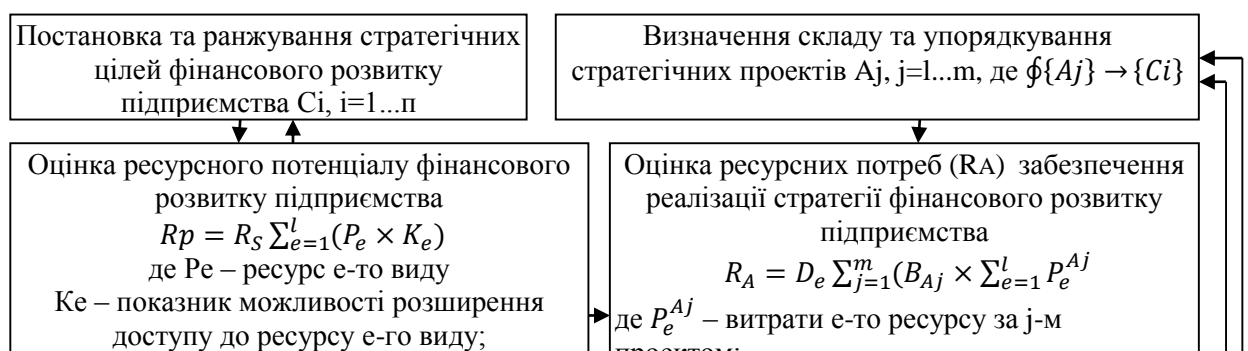 Постановка та ранжування стратегічних
цілей фінансового розвитку
підприємства Сі, і=1...п
Визначення складу та упорядкування
стратегічних проектів Аj, j=l...m, де ∮{Aj} → {Ci}
Оцінка ресурсного потенціалу фінансового
розвитку підприємства
Rp = R_S ∑_{e=1}^{l}(P_e × K_e)
де Ре – ресурс е-то виду
Ке – показник можливості розширення
доступу до ресурсу е-го виду;
Оцінка ресурсних потреб (RА) забезпечення
реалізації стратегії фінансового розвитку
підприємства
R_A = D_e ∑_{j=1}^{m}(B_{Aj} × ∑_{e=1}^{l} P_e^{Aj}
де P_e^{Aj} – витрати е-то ресурсу за j-м
проектом;